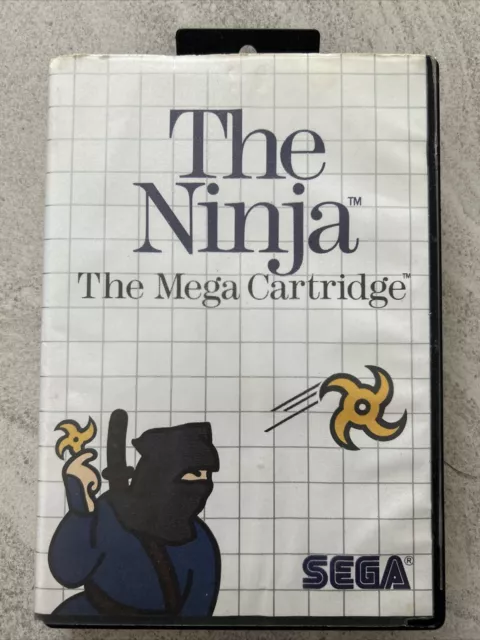 The
Ninja™
The Mega Cartridge™
SEGA®